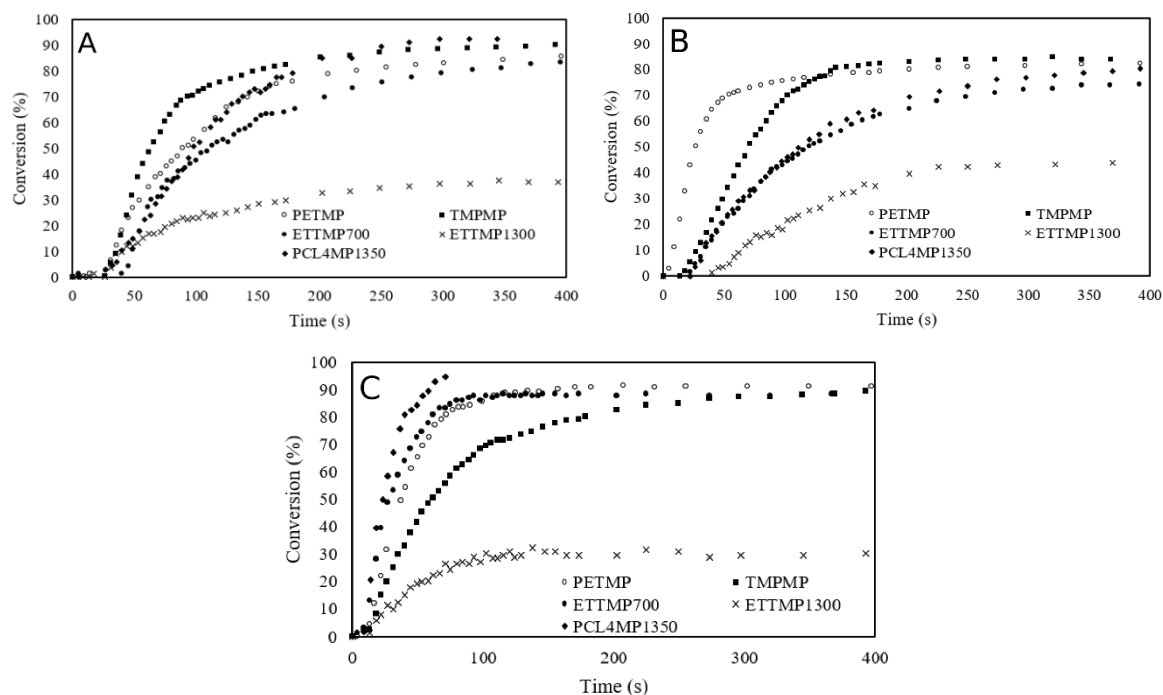 A
Conversion (%)
100
90
80
70
60
50
40
30
20
10
0
PETMP
TMPMP
ETTMP700
ETTMP1300
PCL4MP1350
0 50 100 150 200 250 300 350 400
Time (s)
B
Conversion (%)
100
90
80
70
60
50
40
30
20
10
0
PETMP
TMPMP
ETTMP700
ETTMP1300
PCL4MP1350
0 50 100 150 200 250 300 350 400
Time (s)
C
Conversion (%)
100
90
80
70
60
50
40
30
20
10
0
PETMP
TMPMP
ETTMP700
ETTMP1300
PCL4MP1350
0 100 200 300 400
Time (s)